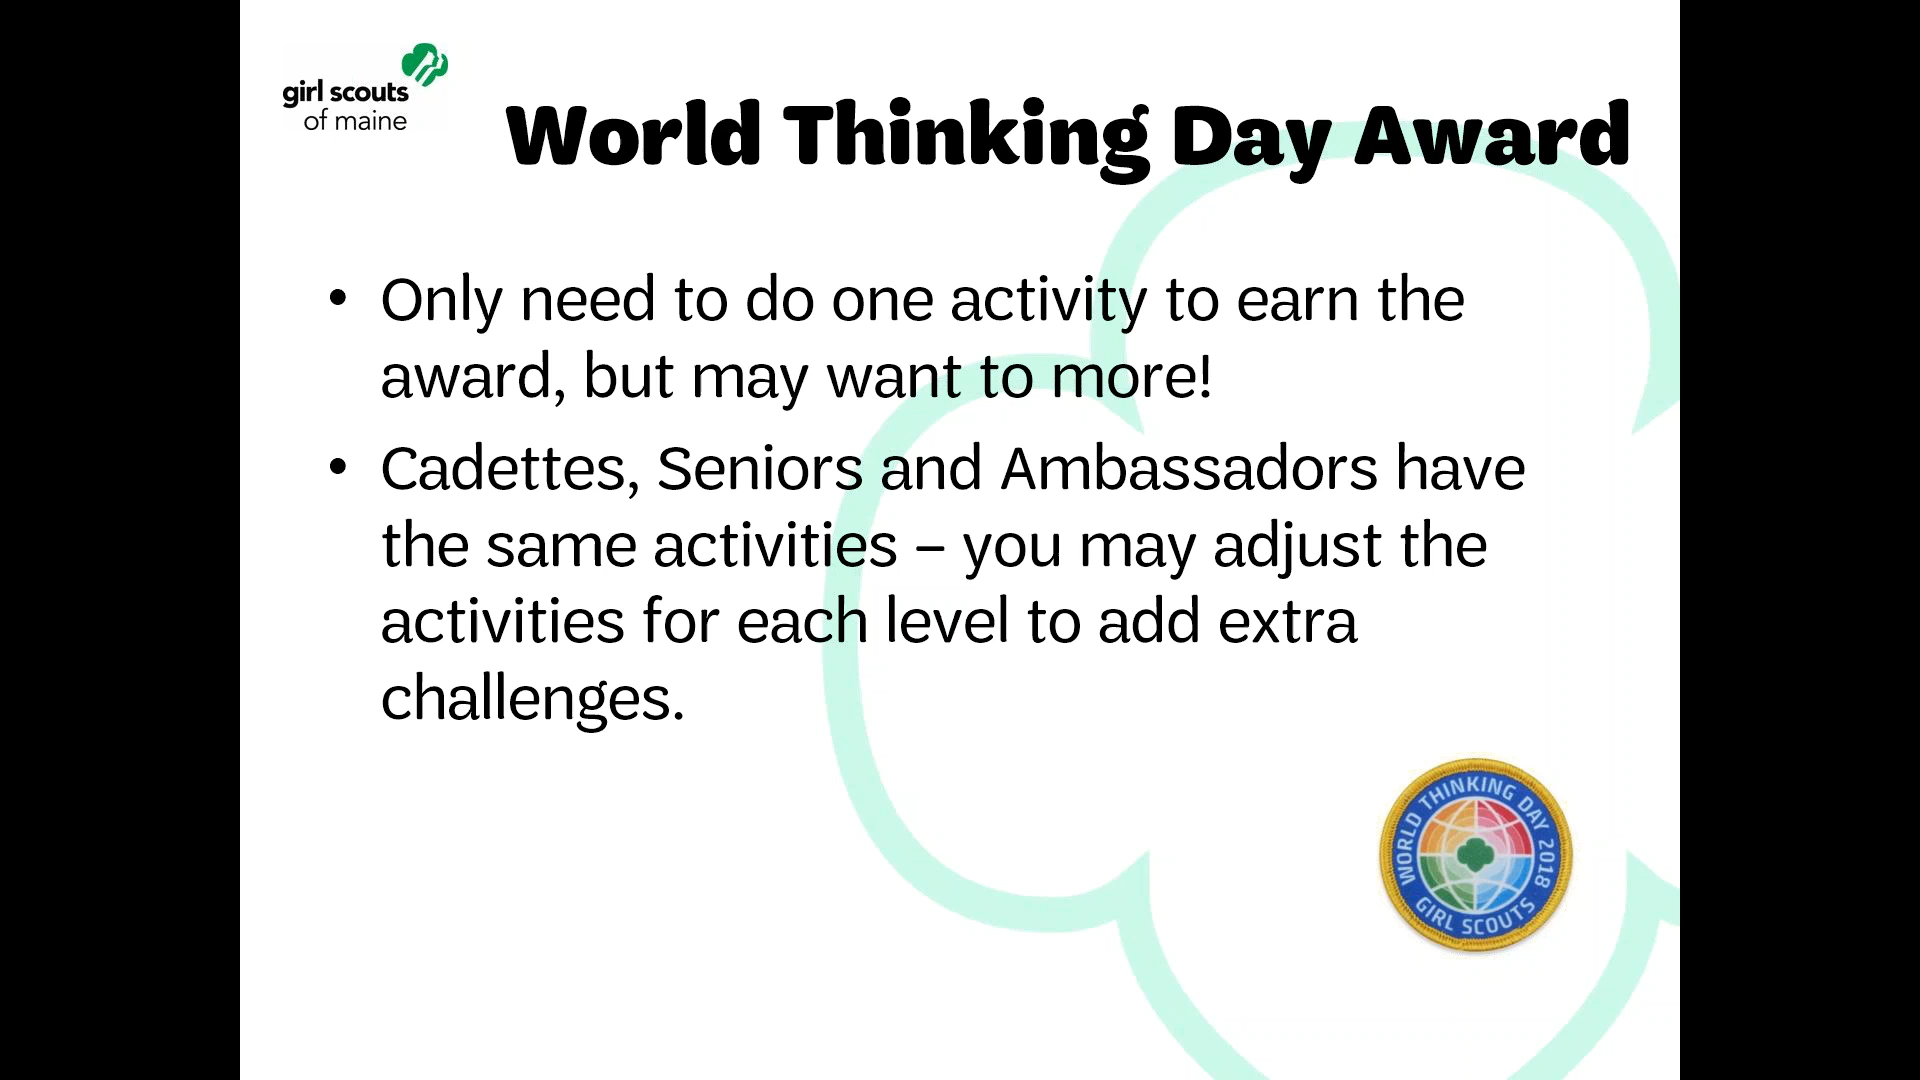 girl scouts
of maine
World Thinking Day Award
• Only need to do one activity to earn the
award, but may want to more!
• Cadettes, Seniors and Ambassadors have
the same activities – you may adjust the
activities for each level to add extra
challenges.
WORLD THINKING DAY 2018
GIRL SCOUTS